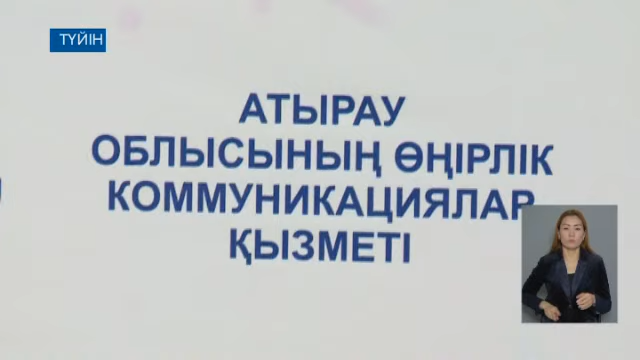 ТҮЙІН
АТЫРАУ
ОБЛЫСЫНЫҢ ӨҢІРЛІК
КОММУНИКАЦИЯЛАР
ҚЫЗМЕТІ